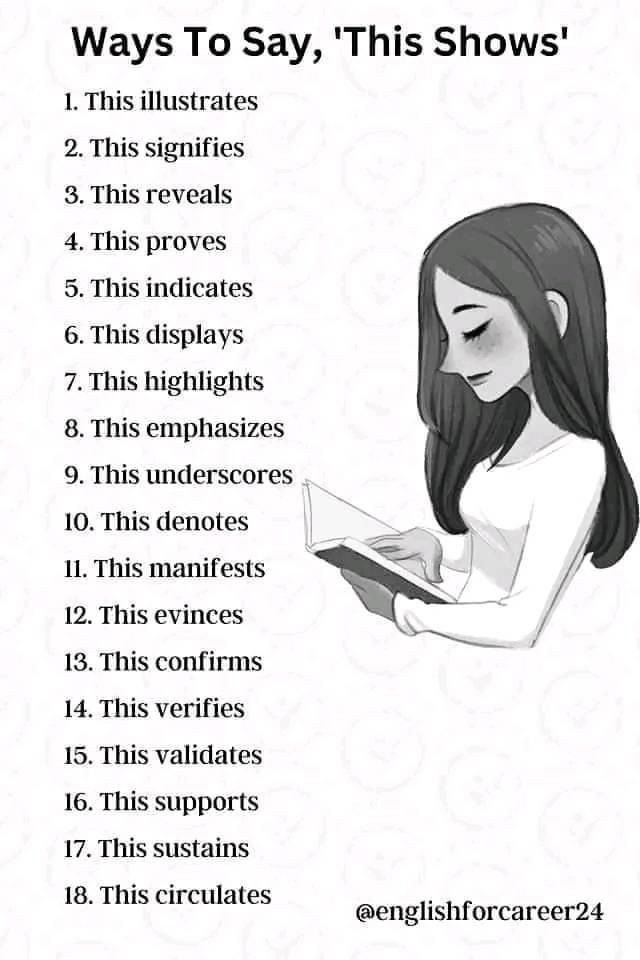 Ways To Say, 'This Shows'
1. This illustrates
2. This signifies
3. This reveals
4. This proves
5. This indicates
6. This displays
7. This highlights
8. This emphasizes
9. This underscores
10. This denotes
11. This manifests
12. This evinces
13. This confirms
14. This verifies
15. This validates
16. This supports
17. This sustains
18. This circulates
@englishforcareer24